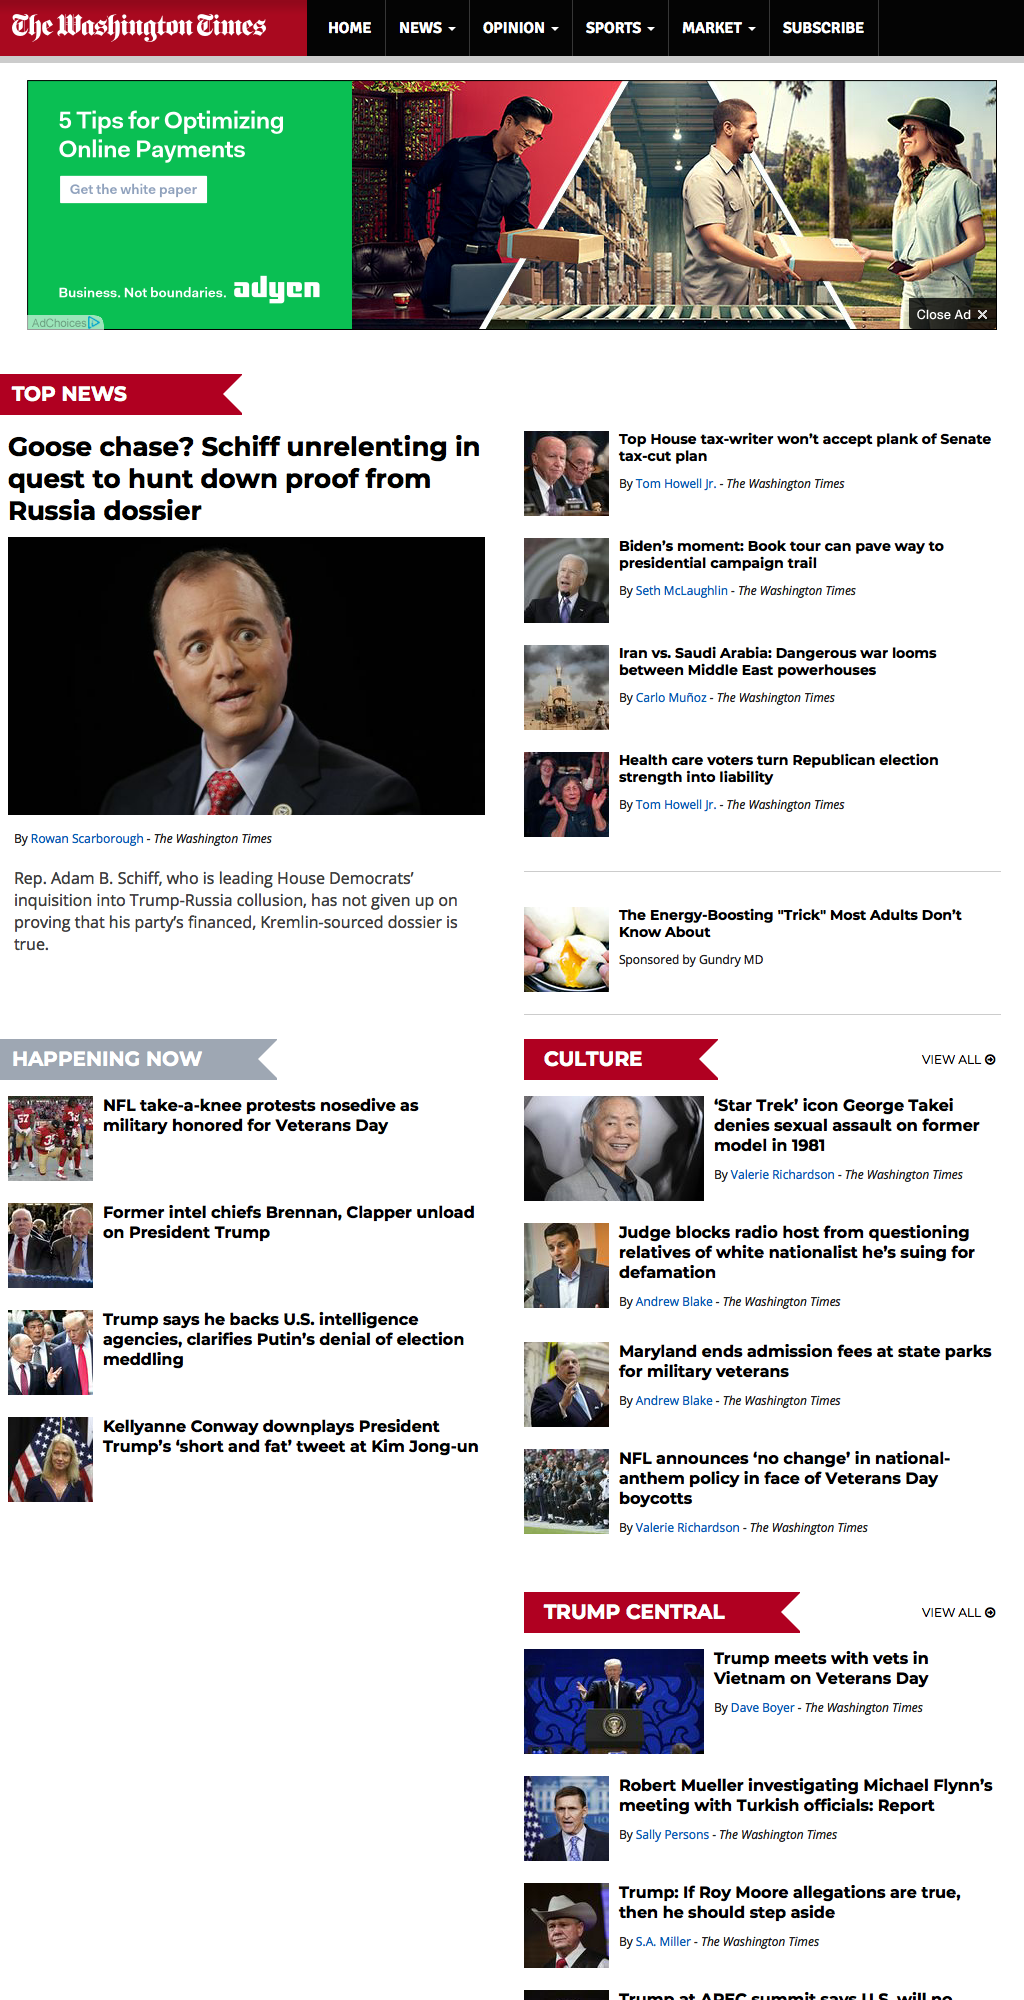 The Washington Times
HOME
NEWS
OPINION
SPORTS
MARKET
SUBSCRIBE
5 Tips for Optimizing
Online Payments
Get the white paper
Business. Not boundaries. adyen
AdChoices
Close Ad ✕
TOP NEWS
Goose chase? Schiff unrelenting in
quest to hunt down proof from
Russia dossier
By Rowan Scarborough - The Washington Times
Rep. Adam B. Schiff, who is leading House Democrats’
inquisition into Trump-Russia collusion, has not given up on
proving that his party’s financed, Kremlin-sourced dossier is
true.
Top House tax-writer won’t accept plank of Senate
tax-cut plan
By Tom Howell Jr. - The Washington Times
Biden’s moment: Book tour can pave way to
presidential campaign trail
By Seth McLaughlin - The Washington Times
Iran vs. Saudi Arabia: Dangerous war looms
between Middle East powerhouses
By Carlo Muñoz - The Washington Times
Health care voters turn Republican election
strength into liability
By Tom Howell Jr. - The Washington Times
The Energy-Boosting "Trick" Most Adults Don’t
Know About
Sponsored by Gundry MD
HAPPENING NOW
NFL take-a-knee protests nosedive as
military honored for Veterans Day
Former intel chiefs Brennan, Clapper unload
on President Trump
Trump says he backs U.S. intelligence
agencies, clarifies Putin’s denial of election
meddling
Kellyanne Conway downplays President
Trump’s ‘short and fat’ tweet at Kim Jong-un
CULTURE
VIEW ALL
‘Star Trek’ icon George Takei
denies sexual assault on former
model in 1981
By Valerie Richardson - The Washington Times
Judge blocks radio host from questioning
relatives of white nationalist he’s suing for
defamation
By Andrew Blake - The Washington Times
Maryland ends admission fees at state parks
for military veterans
By Andrew Blake - The Washington Times
NFL announces ‘no change’ in national-
anthem policy in face of Veterans Day
boycotts
By Valerie Richardson - The Washington Times
TRUMP CENTRAL
VIEW ALL
Trump meets with vets in
Vietnam on Veterans Day
By Dave Boyer - The Washington Times
Robert Mueller investigating Michael Flynn’s
meeting with Turkish officials: Report
By Sally Persons - The Washington Times
Trump: If Roy Moore allegations are true,
then he should step aside
By S.A. Miller - The Washington Times
Trump at APEC summit says U.S. will no